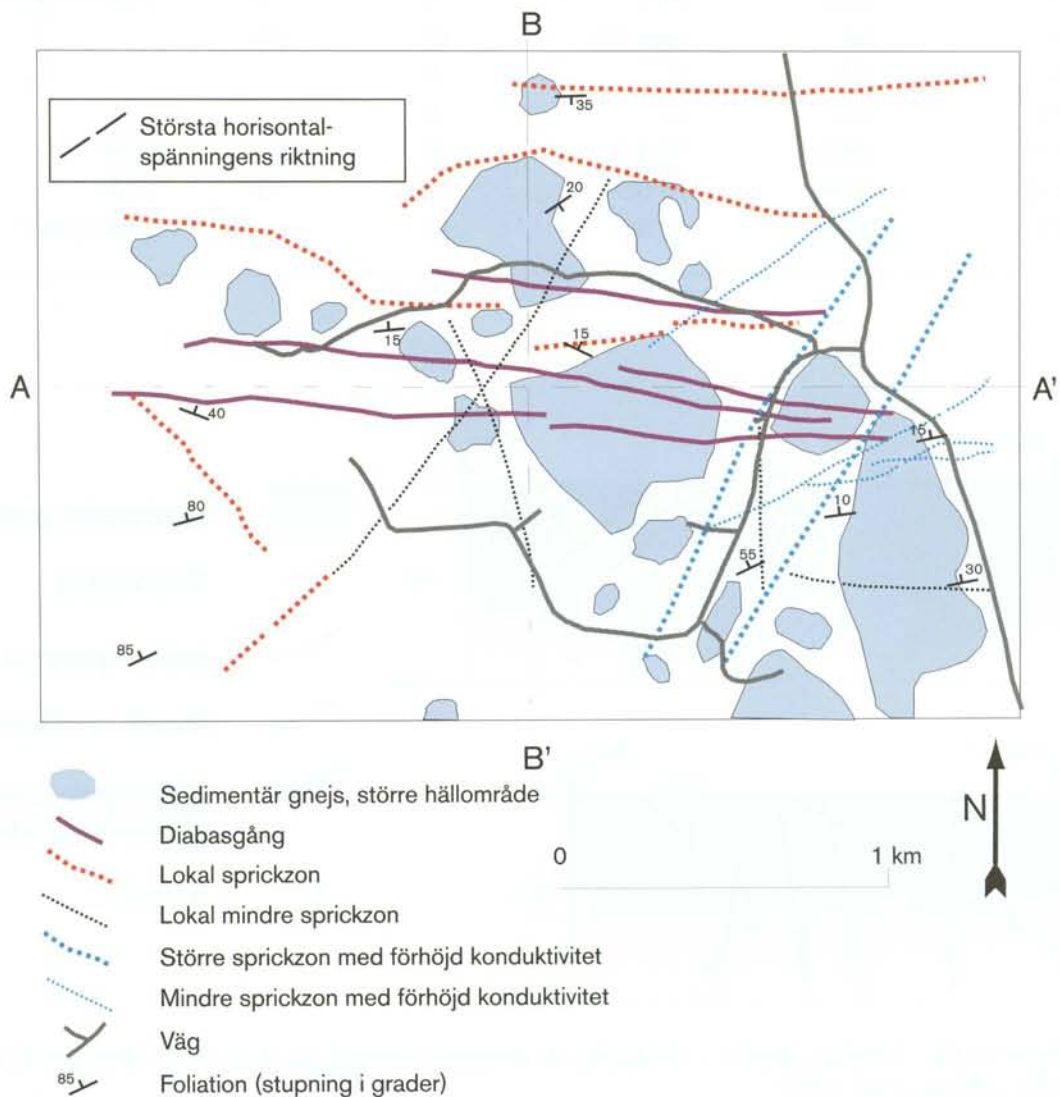 B
Största horisontal-
spänningens riktning
35
20
15
15
A
A'
40
15
80
10
55
30
85
B'
N
Sedimentär gnejs, större hällområde
Diabasgång
0 1 km
Lokal sprickzon
Lokal mindre sprickzon
Större sprickzon med förhöjd konduktivitet
Mindre sprickzon med förhöjd konduktivitet
Väg
85 Foliation (stupning i grader)